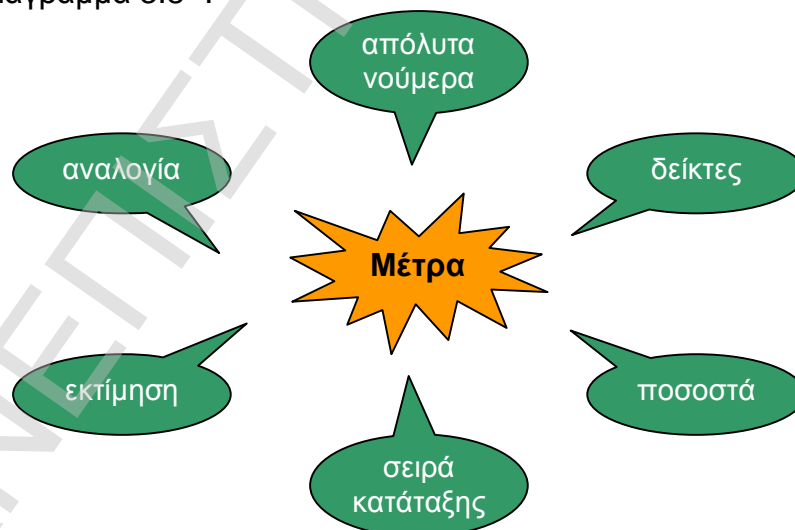 απόλυτα
νούμερα
αναλογία
δείκτες
Μέτρα
εκτίμηση
ποσοστά
σειρά
κατάταξης